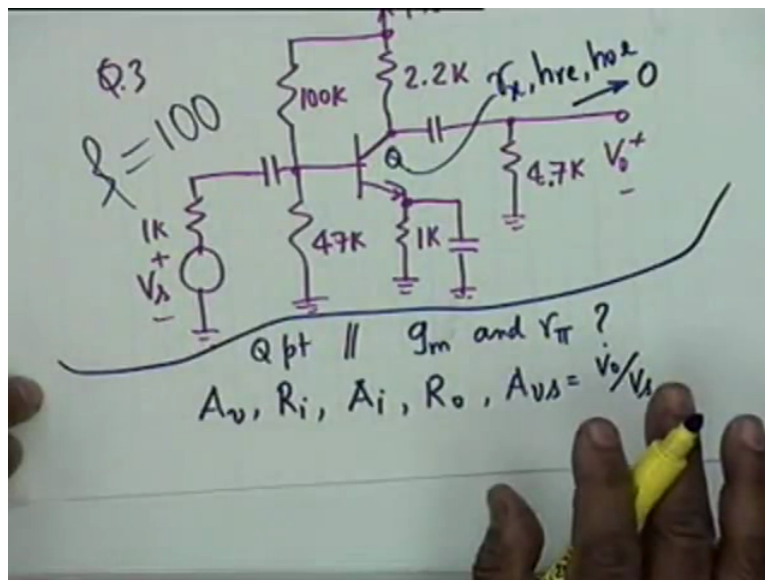 Q.3
β = 100
100K
2.2K
rx, hre, hoe
0
Q
4.7K
Vo
+
-
1K
+
Vs
-
47K
1K
Q pt || gm and rπ ?
Av, Ri, Ai, Ro, Avs = vo/vs